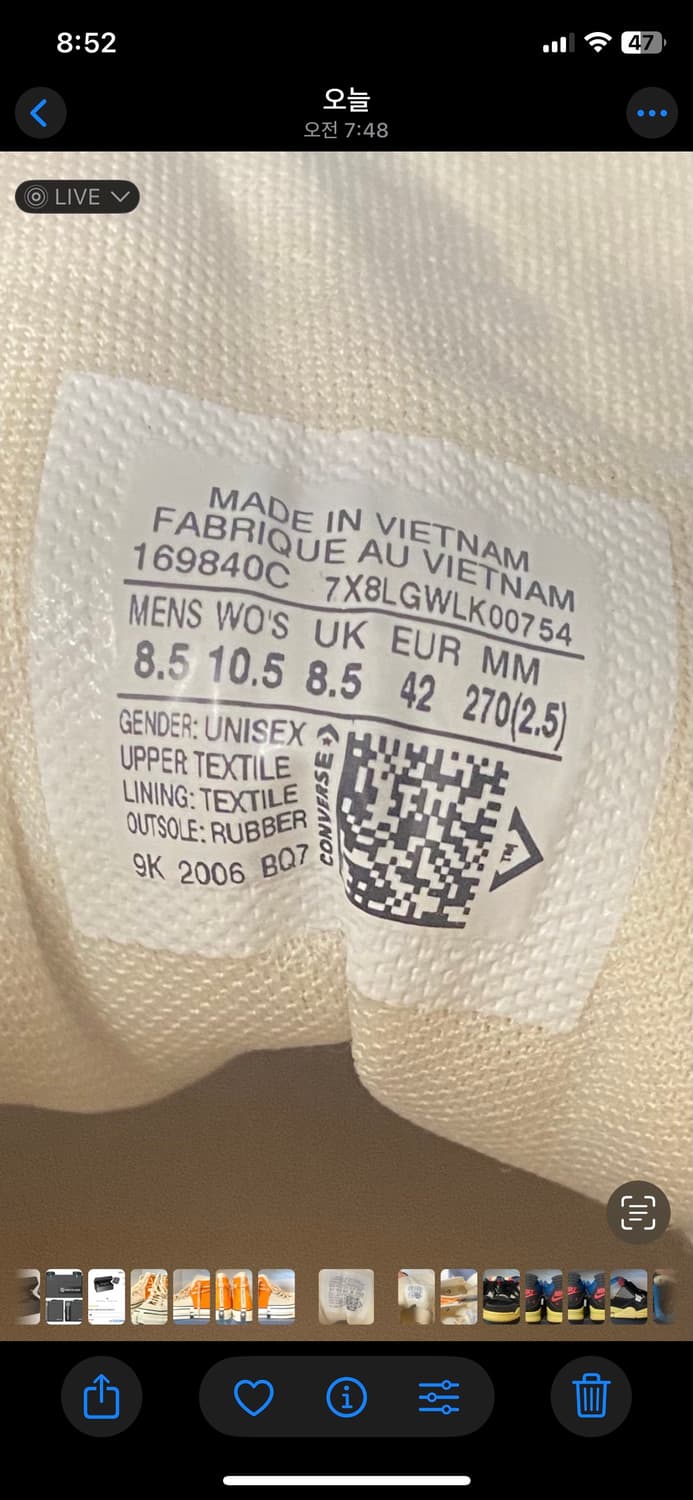 8:52
47
오늘
오전 7:48
LIVE
MADE IN VIETNAM
FABRIQUE AU VIETNAM
169840C 7X8LGWLK00754
MENS WO'S UK EUR MM
8.5 10.5 8.5 42 270(2.5)
GENDER: UNISEX
UPPER TEXTILE
LINING: TEXTILE
OUTSOLE: RUBBER
9K 2006 BQ7
CONVERSE